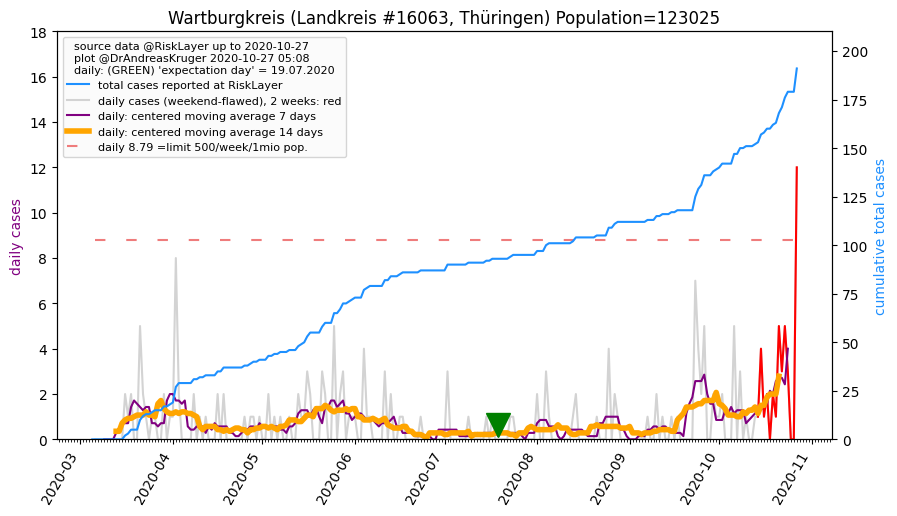 Wartburgkreis (Landkreis #16063, Thüringen) Population=123025
source data @RiskLayer up to 2020-10-27
plot @DrAndreasKruger 2020-10-27 05:08
daily: (GREEN) 'expectation day' = 19.07.2020
total cases reported at RiskLayer
daily cases (weekend-flawed), 2 weeks: red
daily: centered moving average 7 days
daily: centered moving average 14 days
daily 8.79 =limit 500/week/1mio pop.
daily cases
18
16
14
12
10
8
6
4
2
0
200
175
150
125
100
75
50
25
0
cumulative total cases
2020-03
2020-04
2020-05
2020-06
2020-07
2020-08
2020-09
2020-10
2020-11